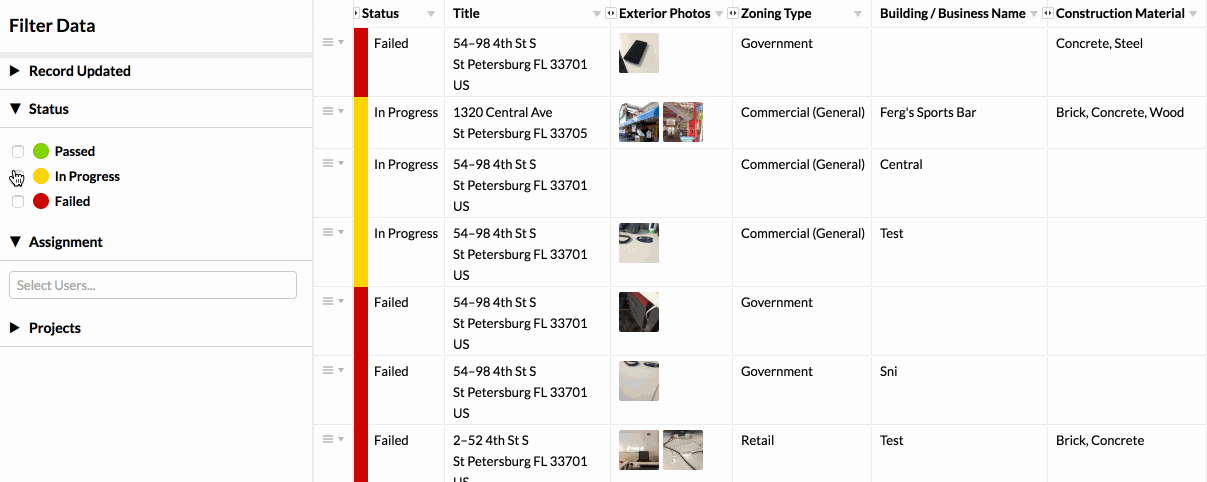 Filter Data
Record Updated
Status
Passed
In Progress
Failed
Assignment
Select Users...
Projects
Status Title Exterior Photos Zoning Type Building / Business Name Construction Material
Failed 54–98 4th St S Government Concrete, Steel
St Petersburg FL 33701
US
In Progress 1320 Central Ave Commercial (General) Ferg's Sports Bar Brick, Concrete, Wood
St Petersburg FL 33705
In Progress 54–98 4th St S Commercial (General) Central
St Petersburg FL 33701
US
In Progress 54–98 4th St S Commercial (General) Test
St Petersburg FL 33701
US
Failed 54–98 4th St S Government
St Petersburg FL 33701
US
Failed 54–98 4th St S Government Sni
St Petersburg FL 33701
US
Failed 2–52 4th St S Retail Test Brick, Concrete
St Petersburg FL 33701
US